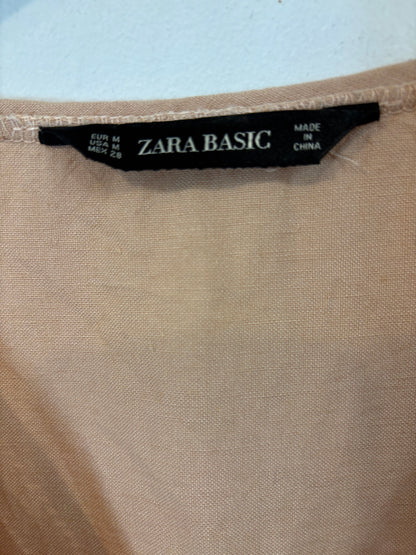 EUR M
USA M
MEX 28
ZARA BASIC
MADE
IN
CHINA